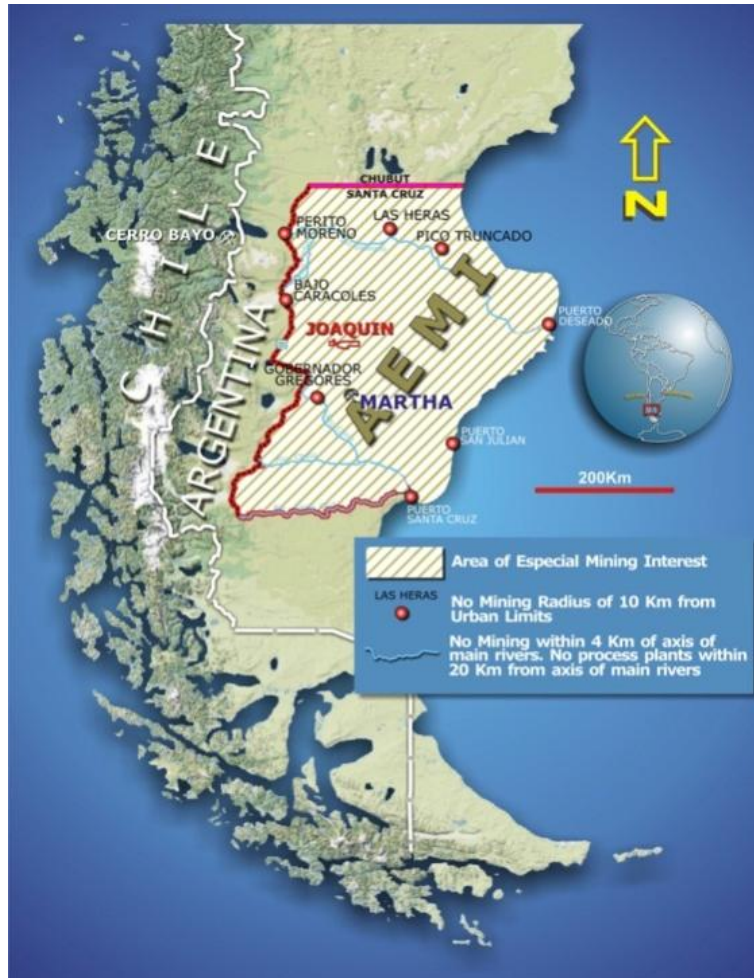 CHUBUT
SANTA CRUZ
N
CHILE
ARGENTINA
CERRO BAYO
PERITO
MORENO
LAS HERAS
PICO TRUNCADO
BAJO
CARACOLES
PUERTO
DESEADO
JOAQUIN
AEMI
GOBERNADOR
GREGORES
MARTHA
PUERTO
SAN JULIAN
200Km
PUERTO
SANTA CRUZ
Area of Especial Mining Interest
LAS HERAS
No Mining Radius of 10 Km from
Urban Limits
No Mining within 4 Km of axis of
main rivers. No process plants within
20 Km from axis of main rivers